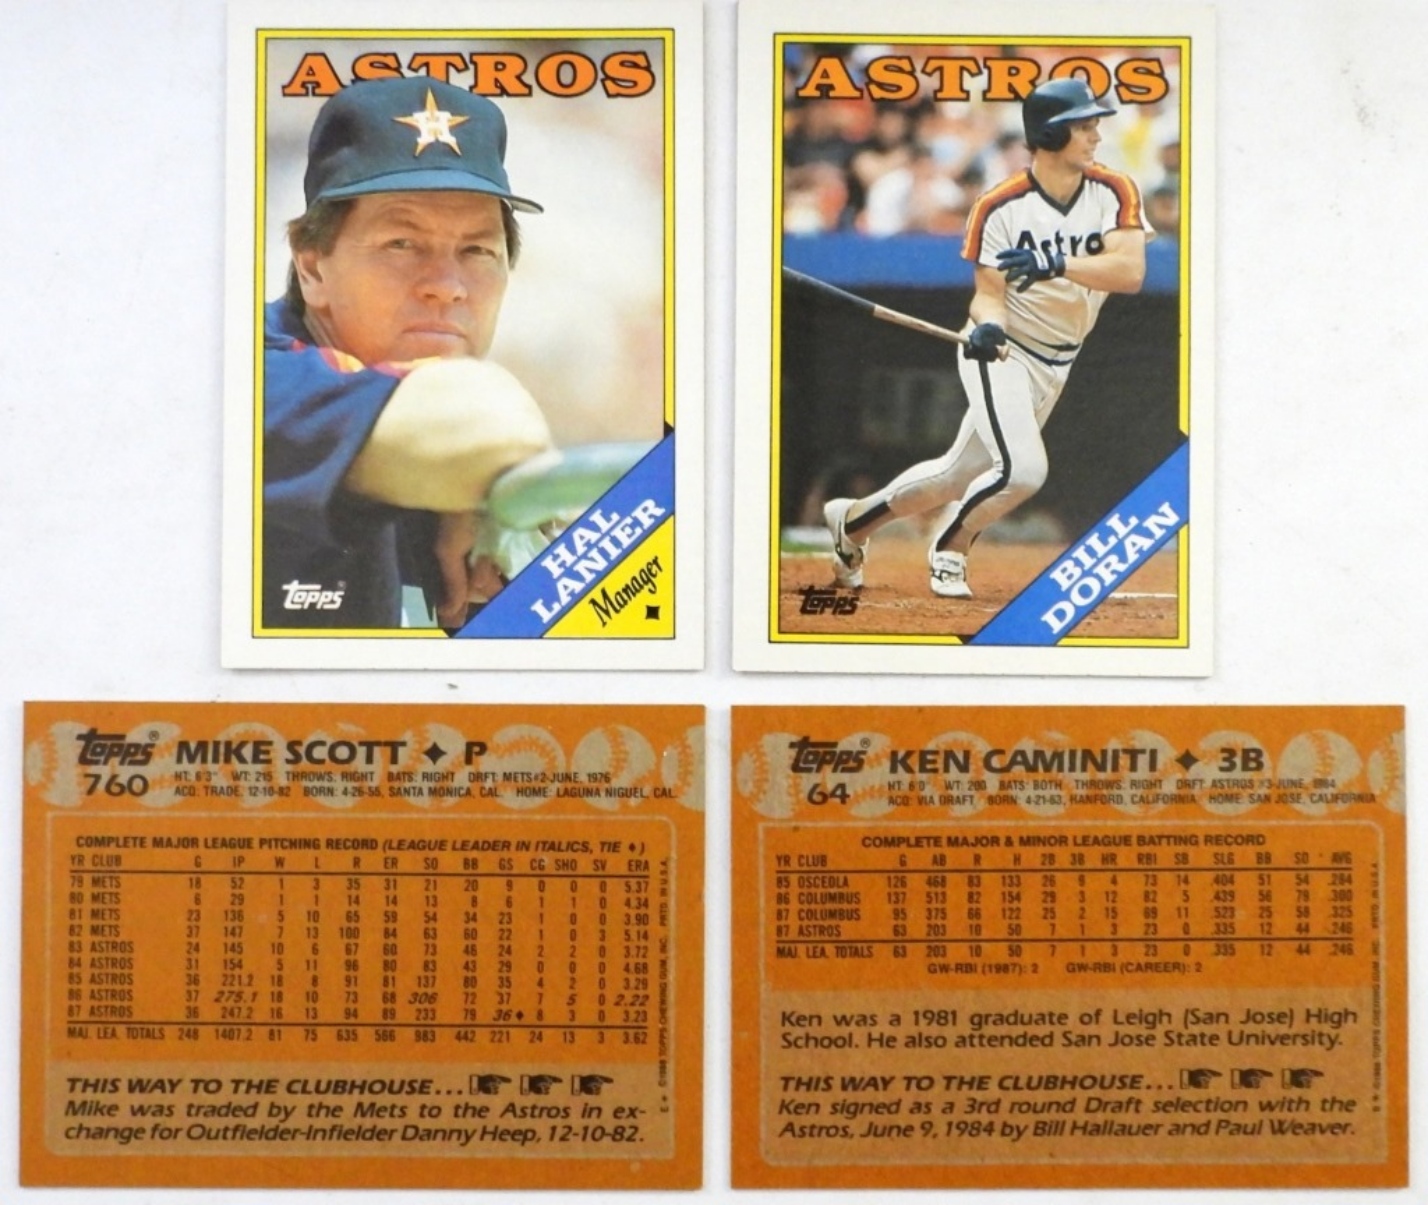 ASTROS
HAL
LANIER
Manager
topps
ASTROS
Astro
BILL
DORAN
topps
topps® MIKE SCOTT ♦ P
760
HT: 6'3" WT: 215 THROWS: RIGHT BATS: RIGHT DRFT: METS #2-JUNE, 1976
ACQ: TRADE, 12-10-82 BORN: 4-26-55, SANTA MONICA, CAL. HOME: LAGUNA NIGUEL, CAL.
COMPLETE MAJOR LEAGUE PITCHING RECORD (LEAGUE LEADER IN ITALICS, TIE ♦)
YR CLUB G IP W L R ER SO BB GS CG SHO SV ERA
79 METS 18 52 1 3 35 31 21 20 9 0 0 0 5.37
80 METS 6 29 1 1 14 14 13 8 6 1 1 0 4.34
81 METS 23 136 5 10 65 59 54 34 23 1 0 0 3.90
82 METS 37 147 7 13 100 84 63 60 22 1 0 3 5.14
83 ASTROS 24 145 10 6 67 60 73 46 24 2 2 0 3.72
84 ASTROS 31 154 5 11 96 80 83 43 29 0 0 0 4.68
85 ASTROS 36 221.2 18 8 91 81 137 80 35 4 2 0 3.29
86 ASTROS 37 275.1 18 10 73 68 306 72 37 7 5 0 2.22
87 ASTROS 36 247.2 16 13 94 89 233 79 36♦ 8 3 0 3.23
MAJ. LEA. TOTALS 248 1407.2 81 75 635 566 983 442 221 24 13 3 3.62
THIS WAY TO THE CLUBHOUSE...
Mike was traded by the Mets to the Astros in ex-
change for Outfielder-Infielder Danny Heep, 12-10-82.
©1988 TOPPS CHEWING GUM, INC. PRTD. IN U.S.A.
topps® KEN CAMINITI ♦ 3B
64
HT: 6'0" WT: 200 BATS: BOTH THROWS: RIGHT DRFT: ASTROS #3-JUNE, 1984
ACQ: VIA DRAFT BORN: 4-21-63, HANFORD, CALIFORNIA HOME: SAN JOSE, CALIFORNIA
COMPLETE MAJOR & MINOR LEAGUE BATTING RECORD
YR CLUB G AB R H 2B 3B HR RBI SB SLG BB SO AVG
85 OSCEOLA 126 468 83 133 26 9 4 73 14 .404 51 54 .284
86 COLUMBUS 137 513 82 154 29 3 12 82 5 .439 56 79 .300
87 COLUMBUS 95 375 66 122 25 2 15 69 11 .523 25 58 .325
87 ASTROS 63 203 10 50 7 1 3 23 0 .335 12 44 .246
MAJ. LEA. TOTALS 63 203 10 50 7 1 3 23 0 .335 12 44 .246
GW-RBI (1987): 2 GW-RBI (CAREER): 2
Ken was a 1981 graduate of Leigh (San Jose) High
School. He also attended San Jose State University.
THIS WAY TO THE CLUBHOUSE...
Ken signed as a 3rd round Draft selection with the
Astros, June 9, 1984 by Bill Hallauer and Paul Weaver.
©1988 TOPPS CHEWING GUM, INC. PRTD. IN U.S.A.